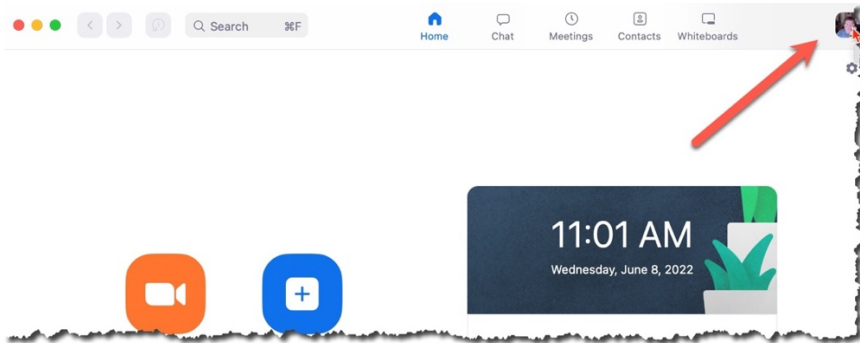 Search ⌘F
Home Chat Meetings Contacts Whiteboards
11:01 AM
Wednesday, June 8, 2022